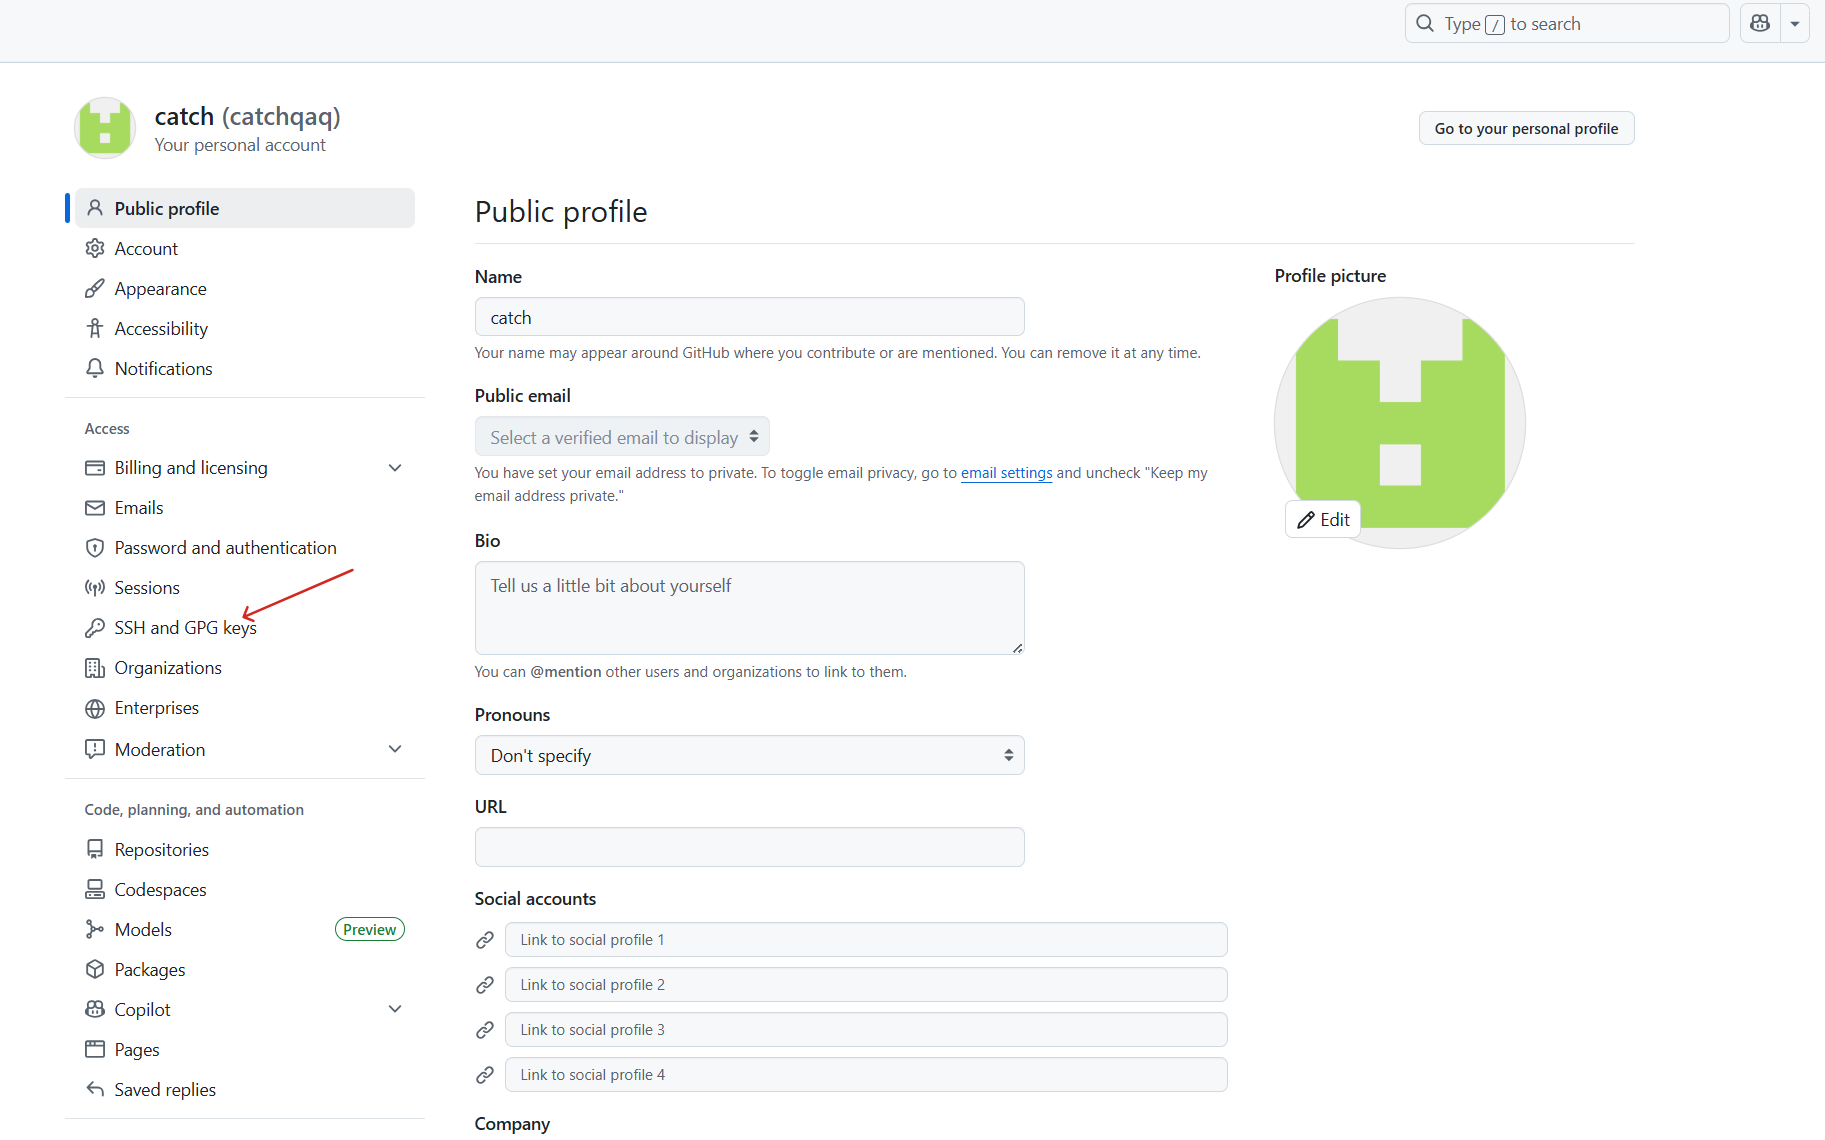 Type / to search
catch (catchqaq)
Your personal account
Go to your personal profile
Public profile
Account
Appearance
Accessibility
Notifications
Access
Billing and licensing
Emails
Password and authentication
Sessions
SSH and GPG keys
Organizations
Enterprises
Moderation
Code, planning, and automation
Repositories
Codespaces
Models
Preview
Packages
Copilot
Pages
Saved replies
Public profile
Name
catch
Your name may appear around GitHub where you contribute or are mentioned. You can remove it at any time.
Public email
Select a verified email to display
You have set your email address to private. To toggle email privacy, go to email settings and uncheck "Keep my
email address private."
Bio
Tell us a little bit about yourself
You can @mention other users and organizations to link to them.
Pronouns
Don't specify
URL
Social accounts
Link to social profile 1
Link to social profile 2
Link to social profile 3
Link to social profile 4
Company
Profile picture
Edit